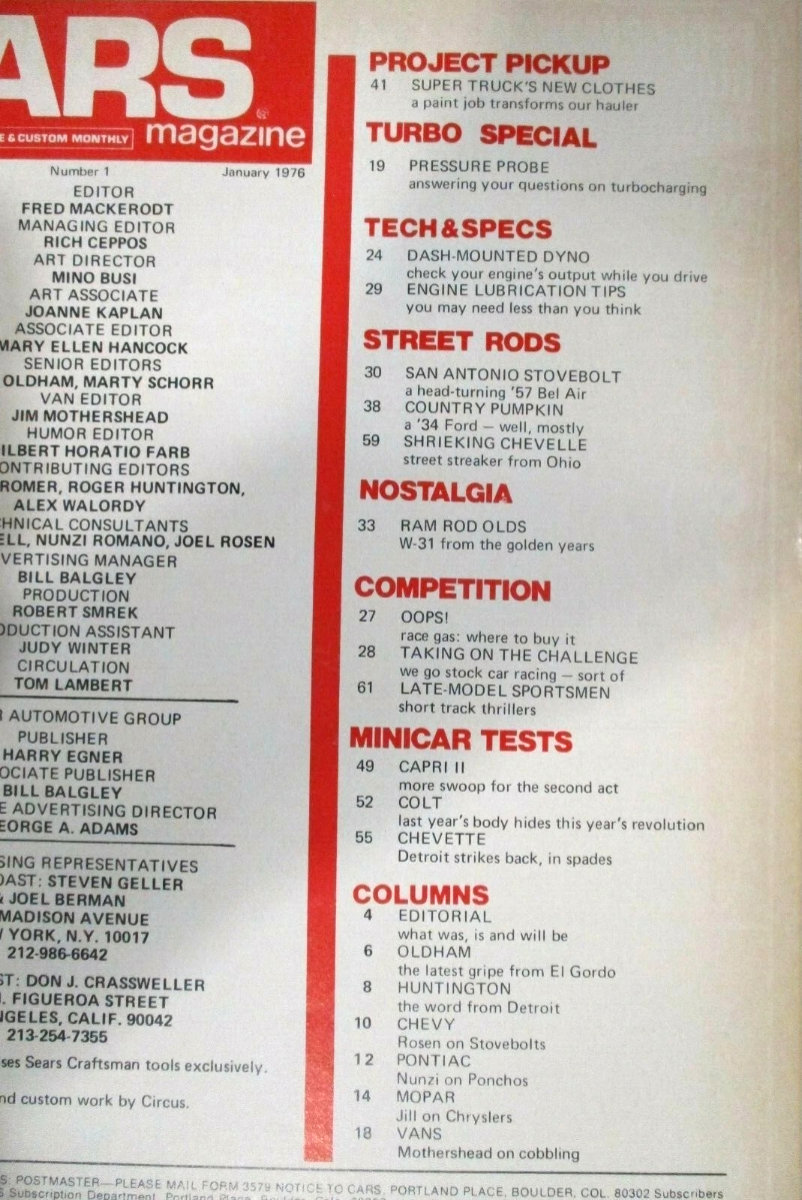 ARS
E & CUSTOM MONTHLY
magazine
Number 1 January 1976
EDITOR
FRED MACKERODT
MANAGING EDITOR
RICH CEPPOS
ART DIRECTOR
MINO BUSI
ART ASSOCIATE
JOANNE KAPLAN
ASSOCIATE EDITOR
MARY ELLEN HANCOCK
SENIOR EDITORS
OLDHAM, MARTY SCHORR
VAN EDITOR
JIM MOTHERSHEAD
HUMOR EDITOR
ILBERT HORATIO FARB
ONTRIBUTING EDITORS
ROMER, ROGER HUNTINGTON,
ALEX WALORDY
CHNICAL CONSULTANTS
ELL, NUNZI ROMANO, JOEL ROSEN
VERTISING MANAGER
BILL BALGLEY
PRODUCTION
ROBERT SMREK
ODUCTION ASSISTANT
JUDY WINTER
CIRCULATION
TOM LAMBERT
AUTOMOTIVE GROUP
PUBLISHER
HARRY EGNER
OCIATE PUBLISHER
BILL BALGLEY
E ADVERTISING DIRECTOR
EORGE A. ADAMS
SING REPRESENTATIVES
OAST: STEVEN GELLER
& JOEL BERMAN
MADISON AVENUE
YORK, N.Y. 10017
212-986-6642
ST: DON J. CRASSWELLER
. FIGUEROA STREET
NGELES, CALIF. 90042
213-254-7355
ses Sears Craftsman tools exclusively.
nd custom work by Circus.
PROJECT PICKUP
41 SUPER TRUCK'S NEW CLOTHES
a paint job transforms our hauler
TURBO SPECIAL
19 PRESSURE PROBE
answering your questions on turbocharging
TECH & SPECS
24 DASH-MOUNTED DYNO
check your engine's output while you drive
29 ENGINE LUBRICATION TIPS
you may need less than you think
STREET RODS
30 SAN ANTONIO STOVEBOLT
a head-turning '57 Bel Air
38 COUNTRY PUMPKIN
a '34 Ford — well, mostly
59 SHRIEKING CHEVELLE
street streaker from Ohio
NOSTALGIA
33 RAM ROD OLDS
W-31 from the golden years
COMPETITION
27 OOPS!
race gas: where to buy it
28 TAKING ON THE CHALLENGE
we go stock car racing — sort of
61 LATE-MODEL SPORTSMEN
short track thrillers
MINICAR TESTS
49 CAPRI II
more swoop for the second act
52 COLT
last year's body hides this year's revolution
55 CHEVETTE
Detroit strikes back, in spades
COLUMNS
4 EDITORIAL
what was, is and will be
6 OLDHAM
the latest gripe from El Gordo
8 HUNTINGTON
the word from Detroit
10 CHEVY
Rosen on Stovebolts
12 PONTIAC
Nunzi on Ponchos
14 MOPAR
Jill on Chryslers
18 VANS
Mothershead on cobbling
S: POSTMASTER—PLEASE MAIL FORM 3579 NOTICE TO CARS, PORTLAND PLACE, BOULDER, COL. 80302 Subscribers
Subscription Department, Portland Place, Boulder,